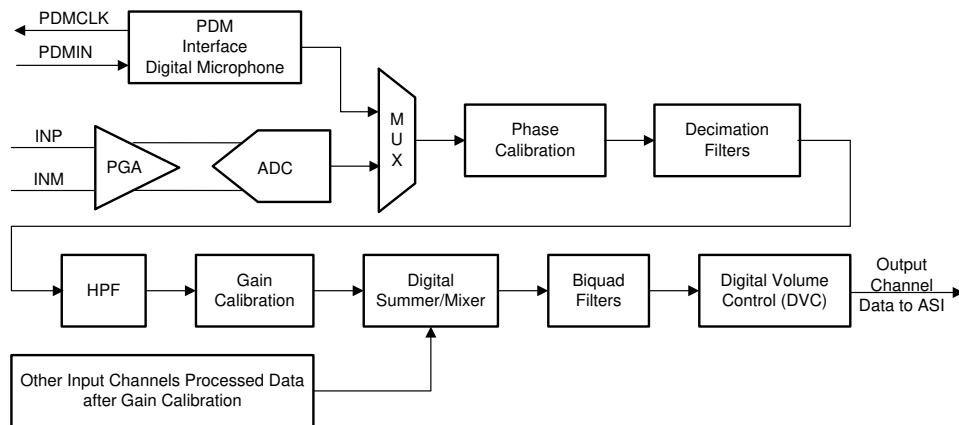 PDMCLK
PDMIN
PDM
Interface
Digital Microphone
INP
INM
PGA
ADC
M
U
X
Phase
Calibration
Decimation
Filters
HPF
Gain
Calibration
Digital
Summer/Mixer
Biquad
Filters
Digital Volume
Control (DVC)
Output
Channel
Data to ASI
Other Input Channels Processed Data
after Gain Calibration